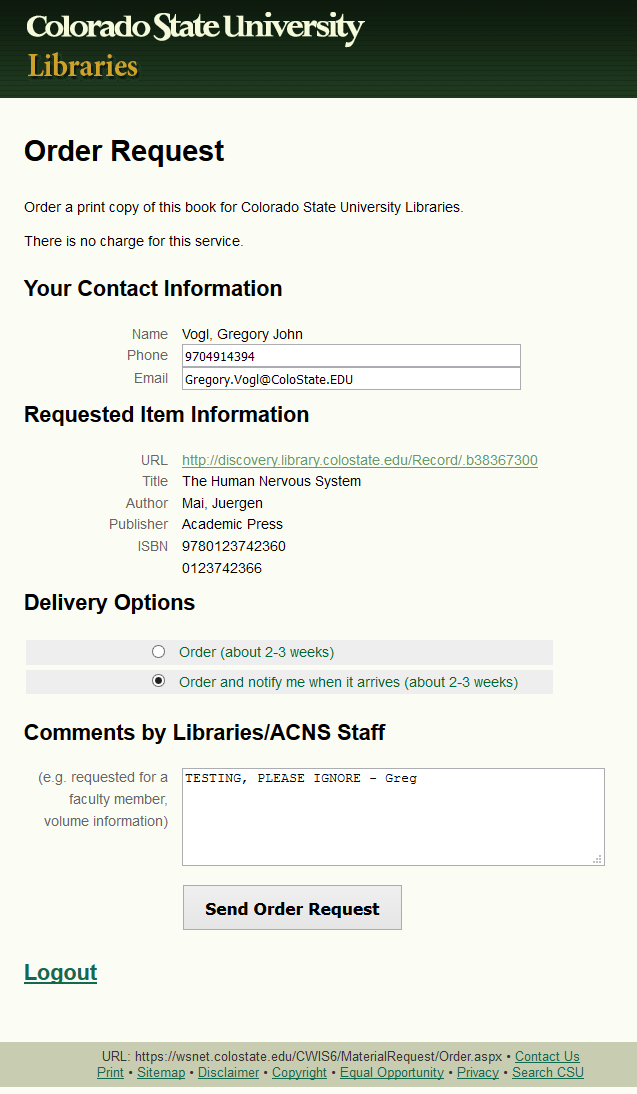 Colorado State University
Libraries
Order Request
Order a print copy of this book for Colorado State University Libraries.
There is no charge for this service.
Your Contact Information
Name Vogl, Gregory John
Phone 9704914394
Email Gregory.Vogl@ColoState.EDU
Requested Item Information
URL http://discovery.library.colostate.edu/Record/.b38367300
Title The Human Nervous System
Author Mai, Juergen
Publisher Academic Press
ISBN 9780123742360
0123742366
Delivery Options
Order (about 2-3 weeks)
Order and notify me when it arrives (about 2-3 weeks)
Comments by Libraries/ACNS Staff
(e.g. requested for a
faculty member,
volume information)
TESTING, PLEASE IGNORE - Greg
Send Order Request
Logout
URL: https://wsnet.colostate.edu/CWIS6/MaterialRequest/Order.aspx • Contact Us
Print • Sitemap • Disclaimer • Copyright • Equal Opportunity • Privacy • Search CSU